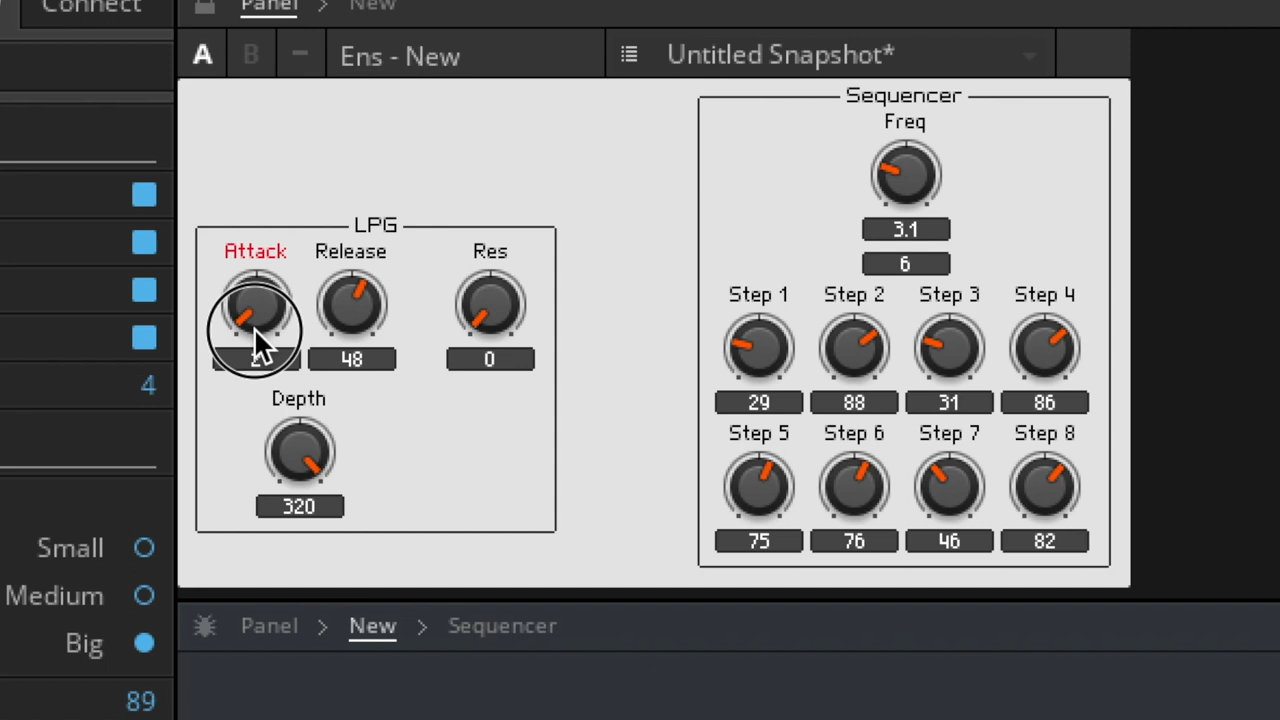 Connect
Panel > New
A B – Ens - New Untitled Snapshot*
Sequencer
Freq
3.1
6
LPG
Attack Release Res
48 0
Depth
320
Step 1 Step 2 Step 3 Step 4
29 88 31 86
Step 5 Step 6 Step 7 Step 8
75 76 46 82
4
Small
Medium
Big
89
Panel > New > Sequencer